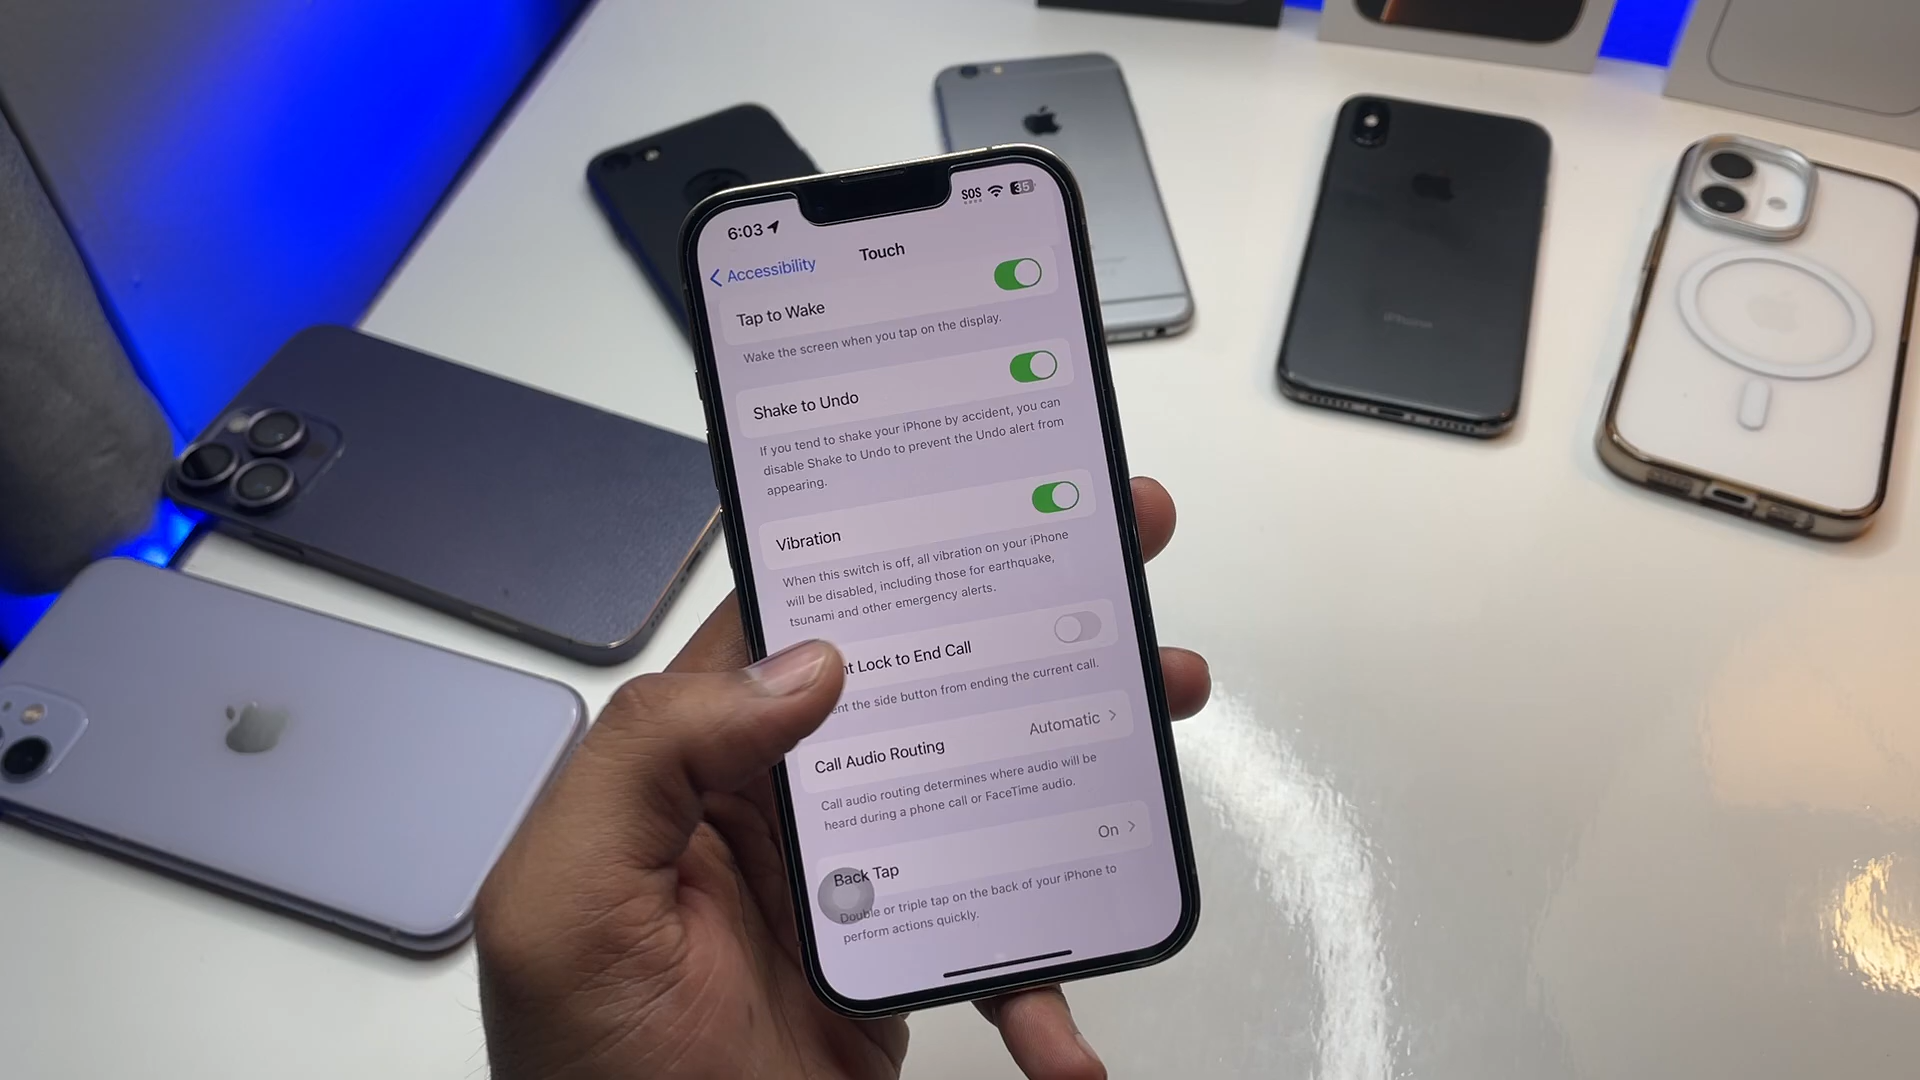 6:03
SOS
35
Accessibility
Touch
Tap to Wake
Wake the screen when you tap on the display.
Shake to Undo
If you tend to shake your iPhone by accident, you can
disable Shake to Undo to prevent the Undo alert from
appearing.
Vibration
When this switch is off, all vibration on your iPhone
will be disabled, including those for earthquake,
tsunami and other emergency alerts.
Lock to End Call
the side button from ending the current call.
Call Audio Routing
Automatic
Call audio routing determines where audio will be
heard during a phone call or FaceTime audio.
Back Tap
On
Double or triple tap on the back of your iPhone to
perform actions quickly.
iPhone